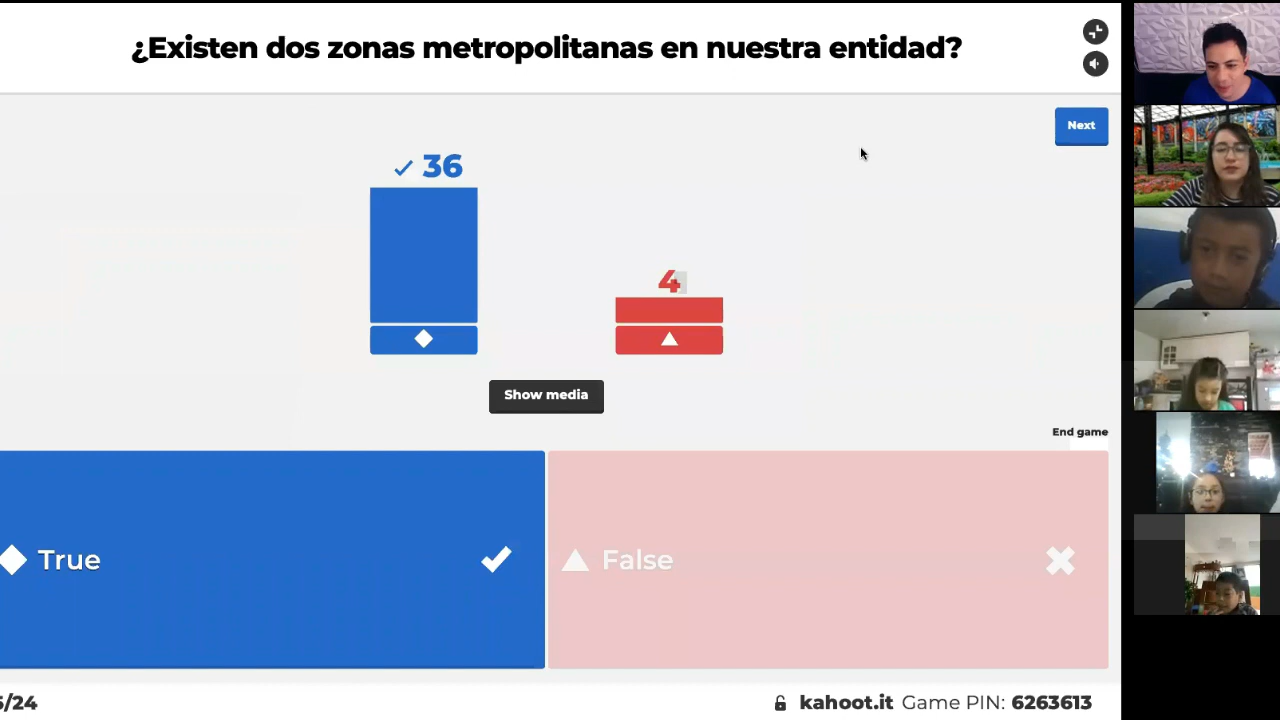 ¿Existen dos zonas metropolitanas en nuestra entidad?
Next
36
4
Show media
End game
True
False
/24
kahoot.it Game PIN: 6263613